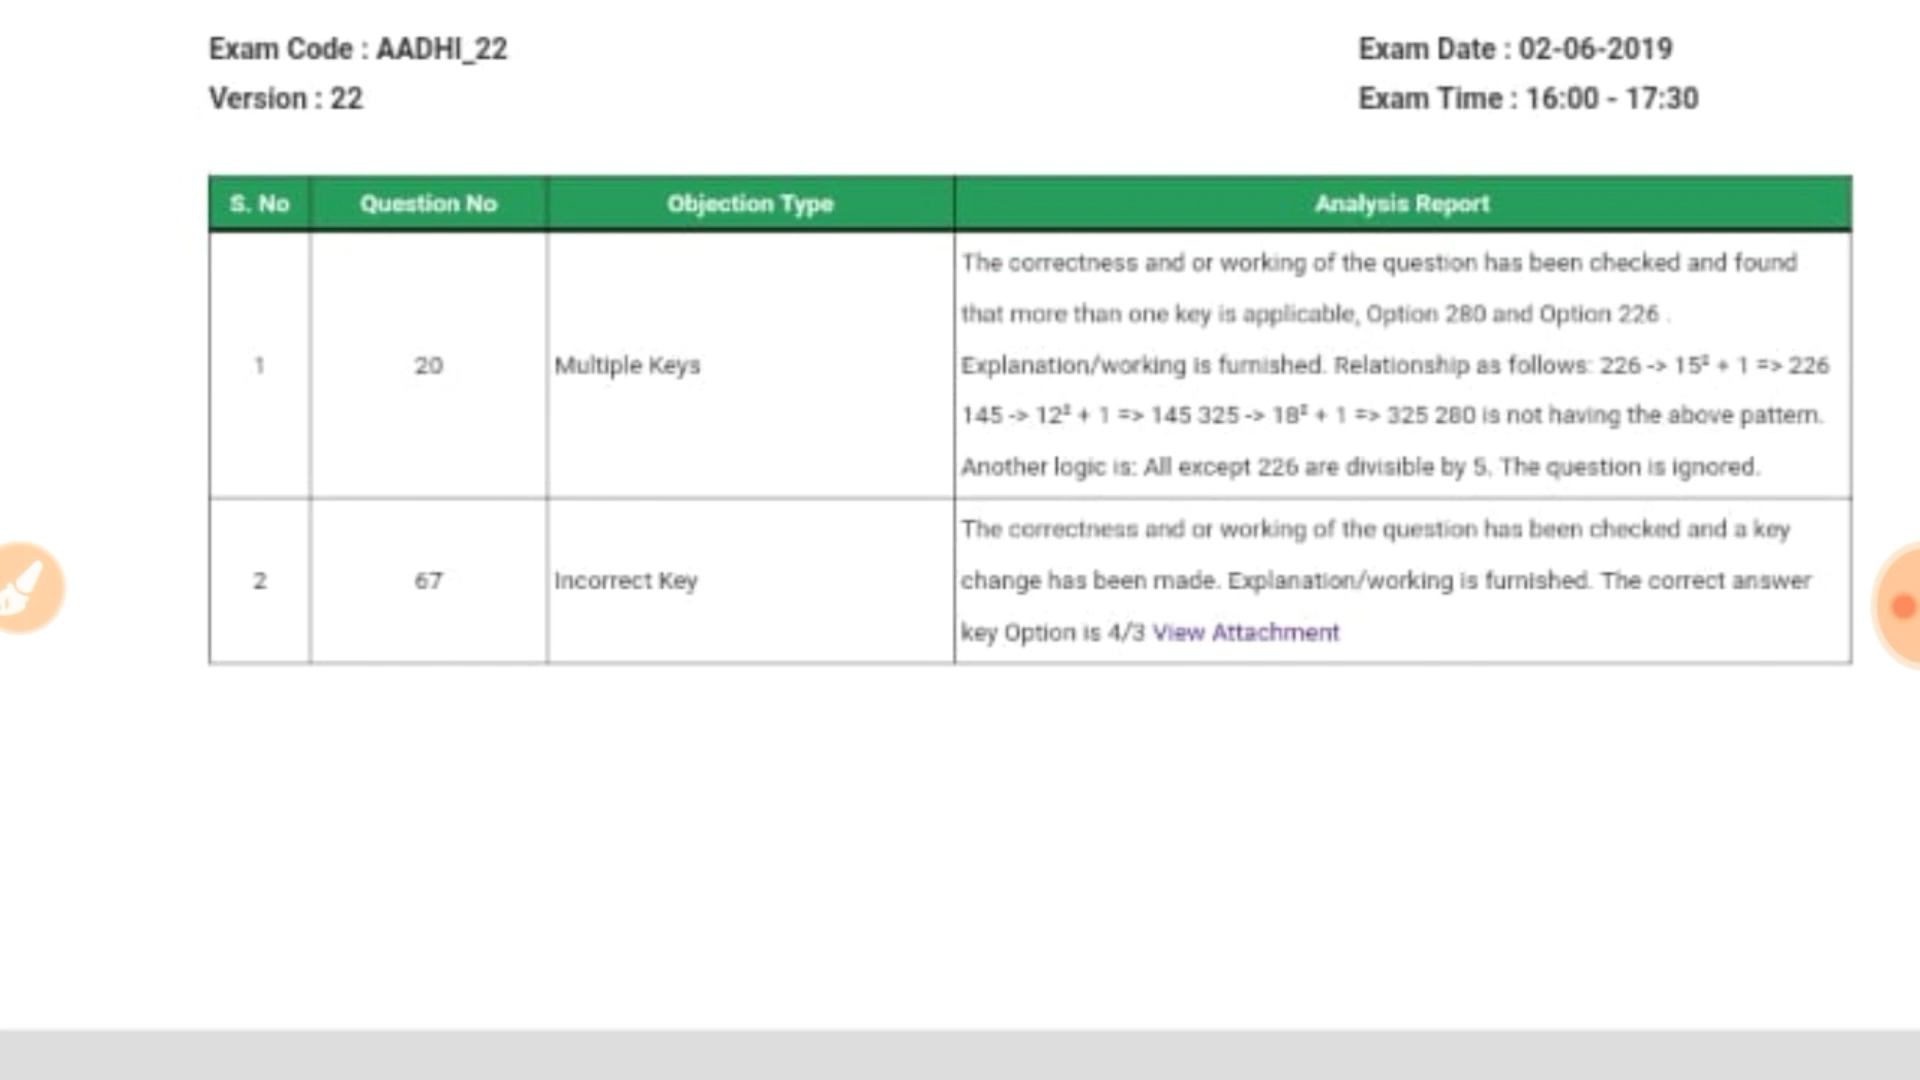 Exam Code : AADHI_22
Exam Date : 02-06-2019
Version : 22
Exam Time : 16:00 - 17:30
S. No Question No Objection Type Analysis Report
The correctness and or working of the question has been checked and found
that more than one key is applicable, Option 280 and Option 226 .
1 20 Multiple Keys Explanation/working is furnished. Relationship as follows: 226 -> 15² + 1 => 226
145 -> 12² + 1 => 145 325 -> 18² + 1 => 325 280 is not having the above pattern.
Another logic is: All except 226 are divisible by 5. The question is ignored.
The correctness and or working of the question has been checked and a key
2 67 Incorrect Key change has been made. Explanation/working is furnished. The correct answer
key Option is 4/3 View Attachment